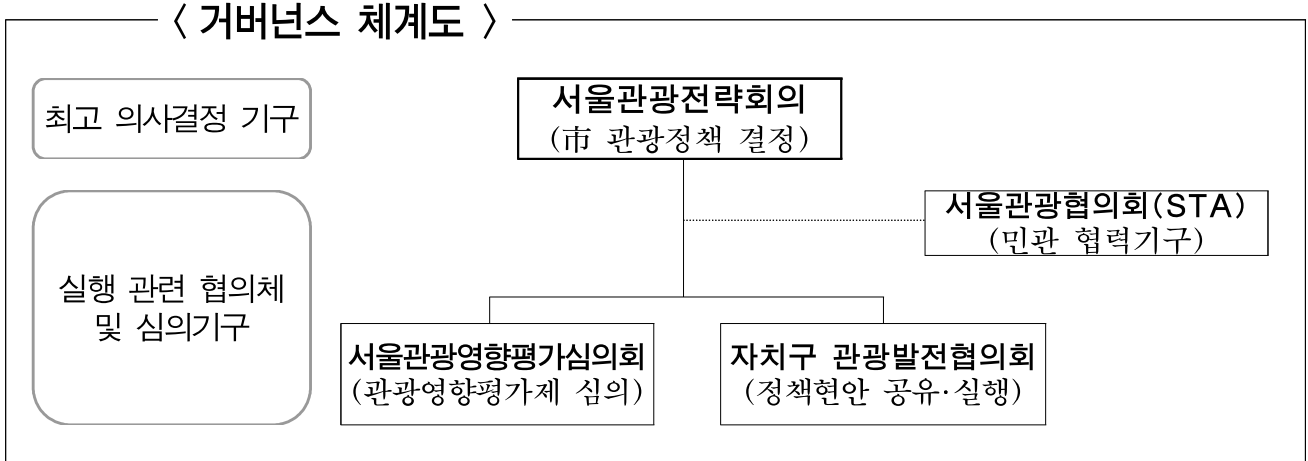 〈 거버넌스 체계도 〉
최고 의사결정 기구
서울관광전략회의
(市 관광정책 결정)
서울관광협의회(STA)
(민관 협력기구)
실행 관련 협의체
및 심의기구
서울관광영향평가심의회
(관광영향평가제 심의)
자치구 관광발전협의회
(정책현안 공유·실행)